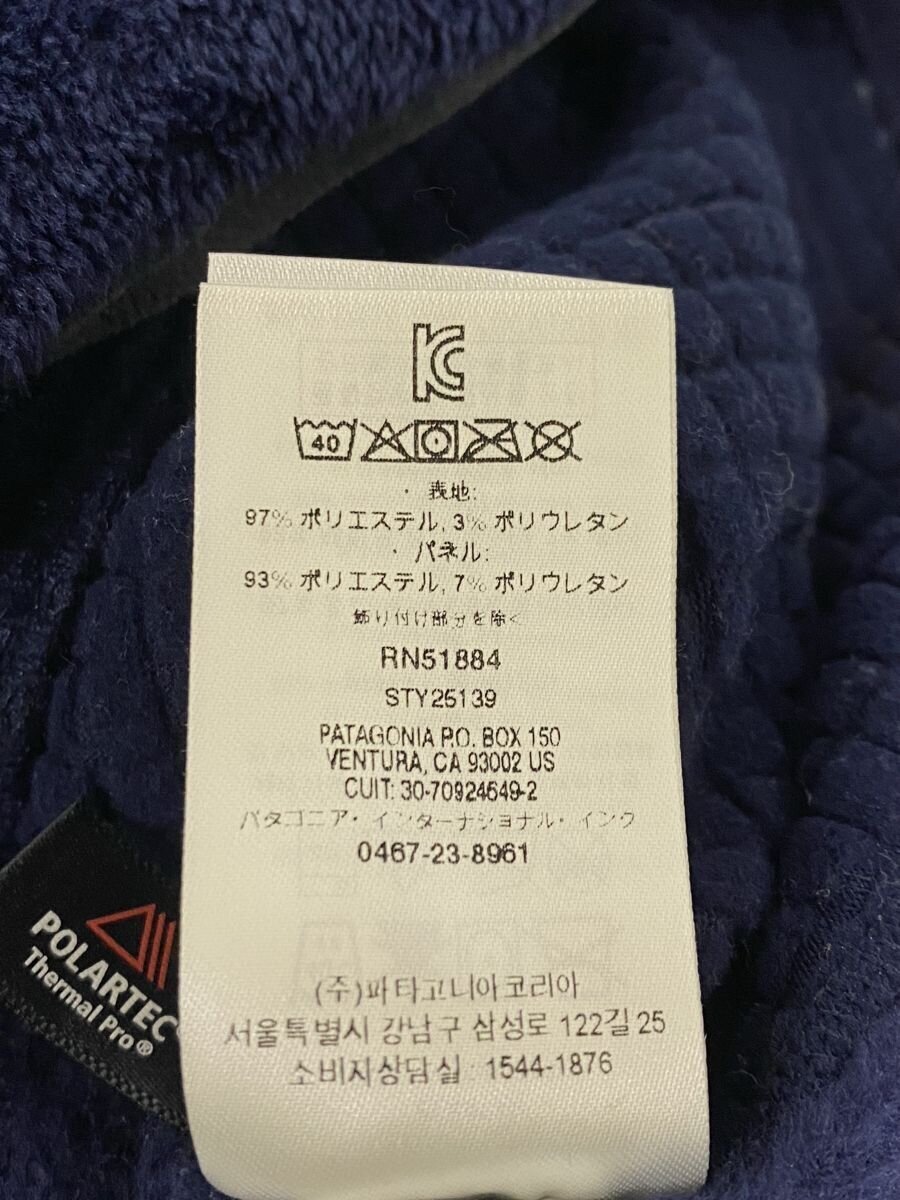 KC
40
・表地:
97% ポリエステル, 3% ポリウレタン
・パネル:
93% ポリエステル, 7% ポリウレタン
飾り付け部分を除く
RN51884
STY25139
PATAGONIA P.O. BOX 150
VENTURA, CA 93002 US
CUIT: 30-70924649-2
パタゴニア・インターナショナル・インク
0467-23-8961
(주)파타고니아코리아
서울특별시 강남구 삼성로 122길 25
소비자상담실 : 1544-1876
POLARTEC
Thermal Pro®